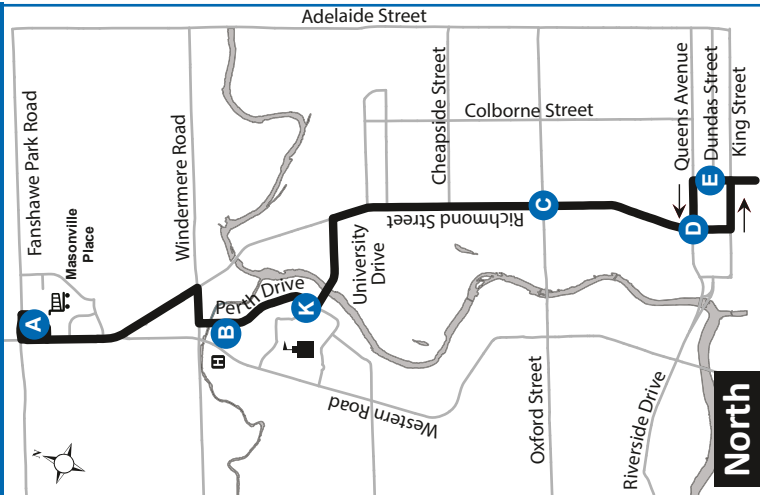 Adelaide Street
Fanshawe Park Road
Masonville
Place
Windermere Road
Cheapside Street
Colborne Street
Queens Avenue
Dundas Street
King Street
E
D
C
Richmond Street
University
Drive
Perth Drive
K
B
A
H
Western Road
Oxford Street
Riverside Drive
North
N